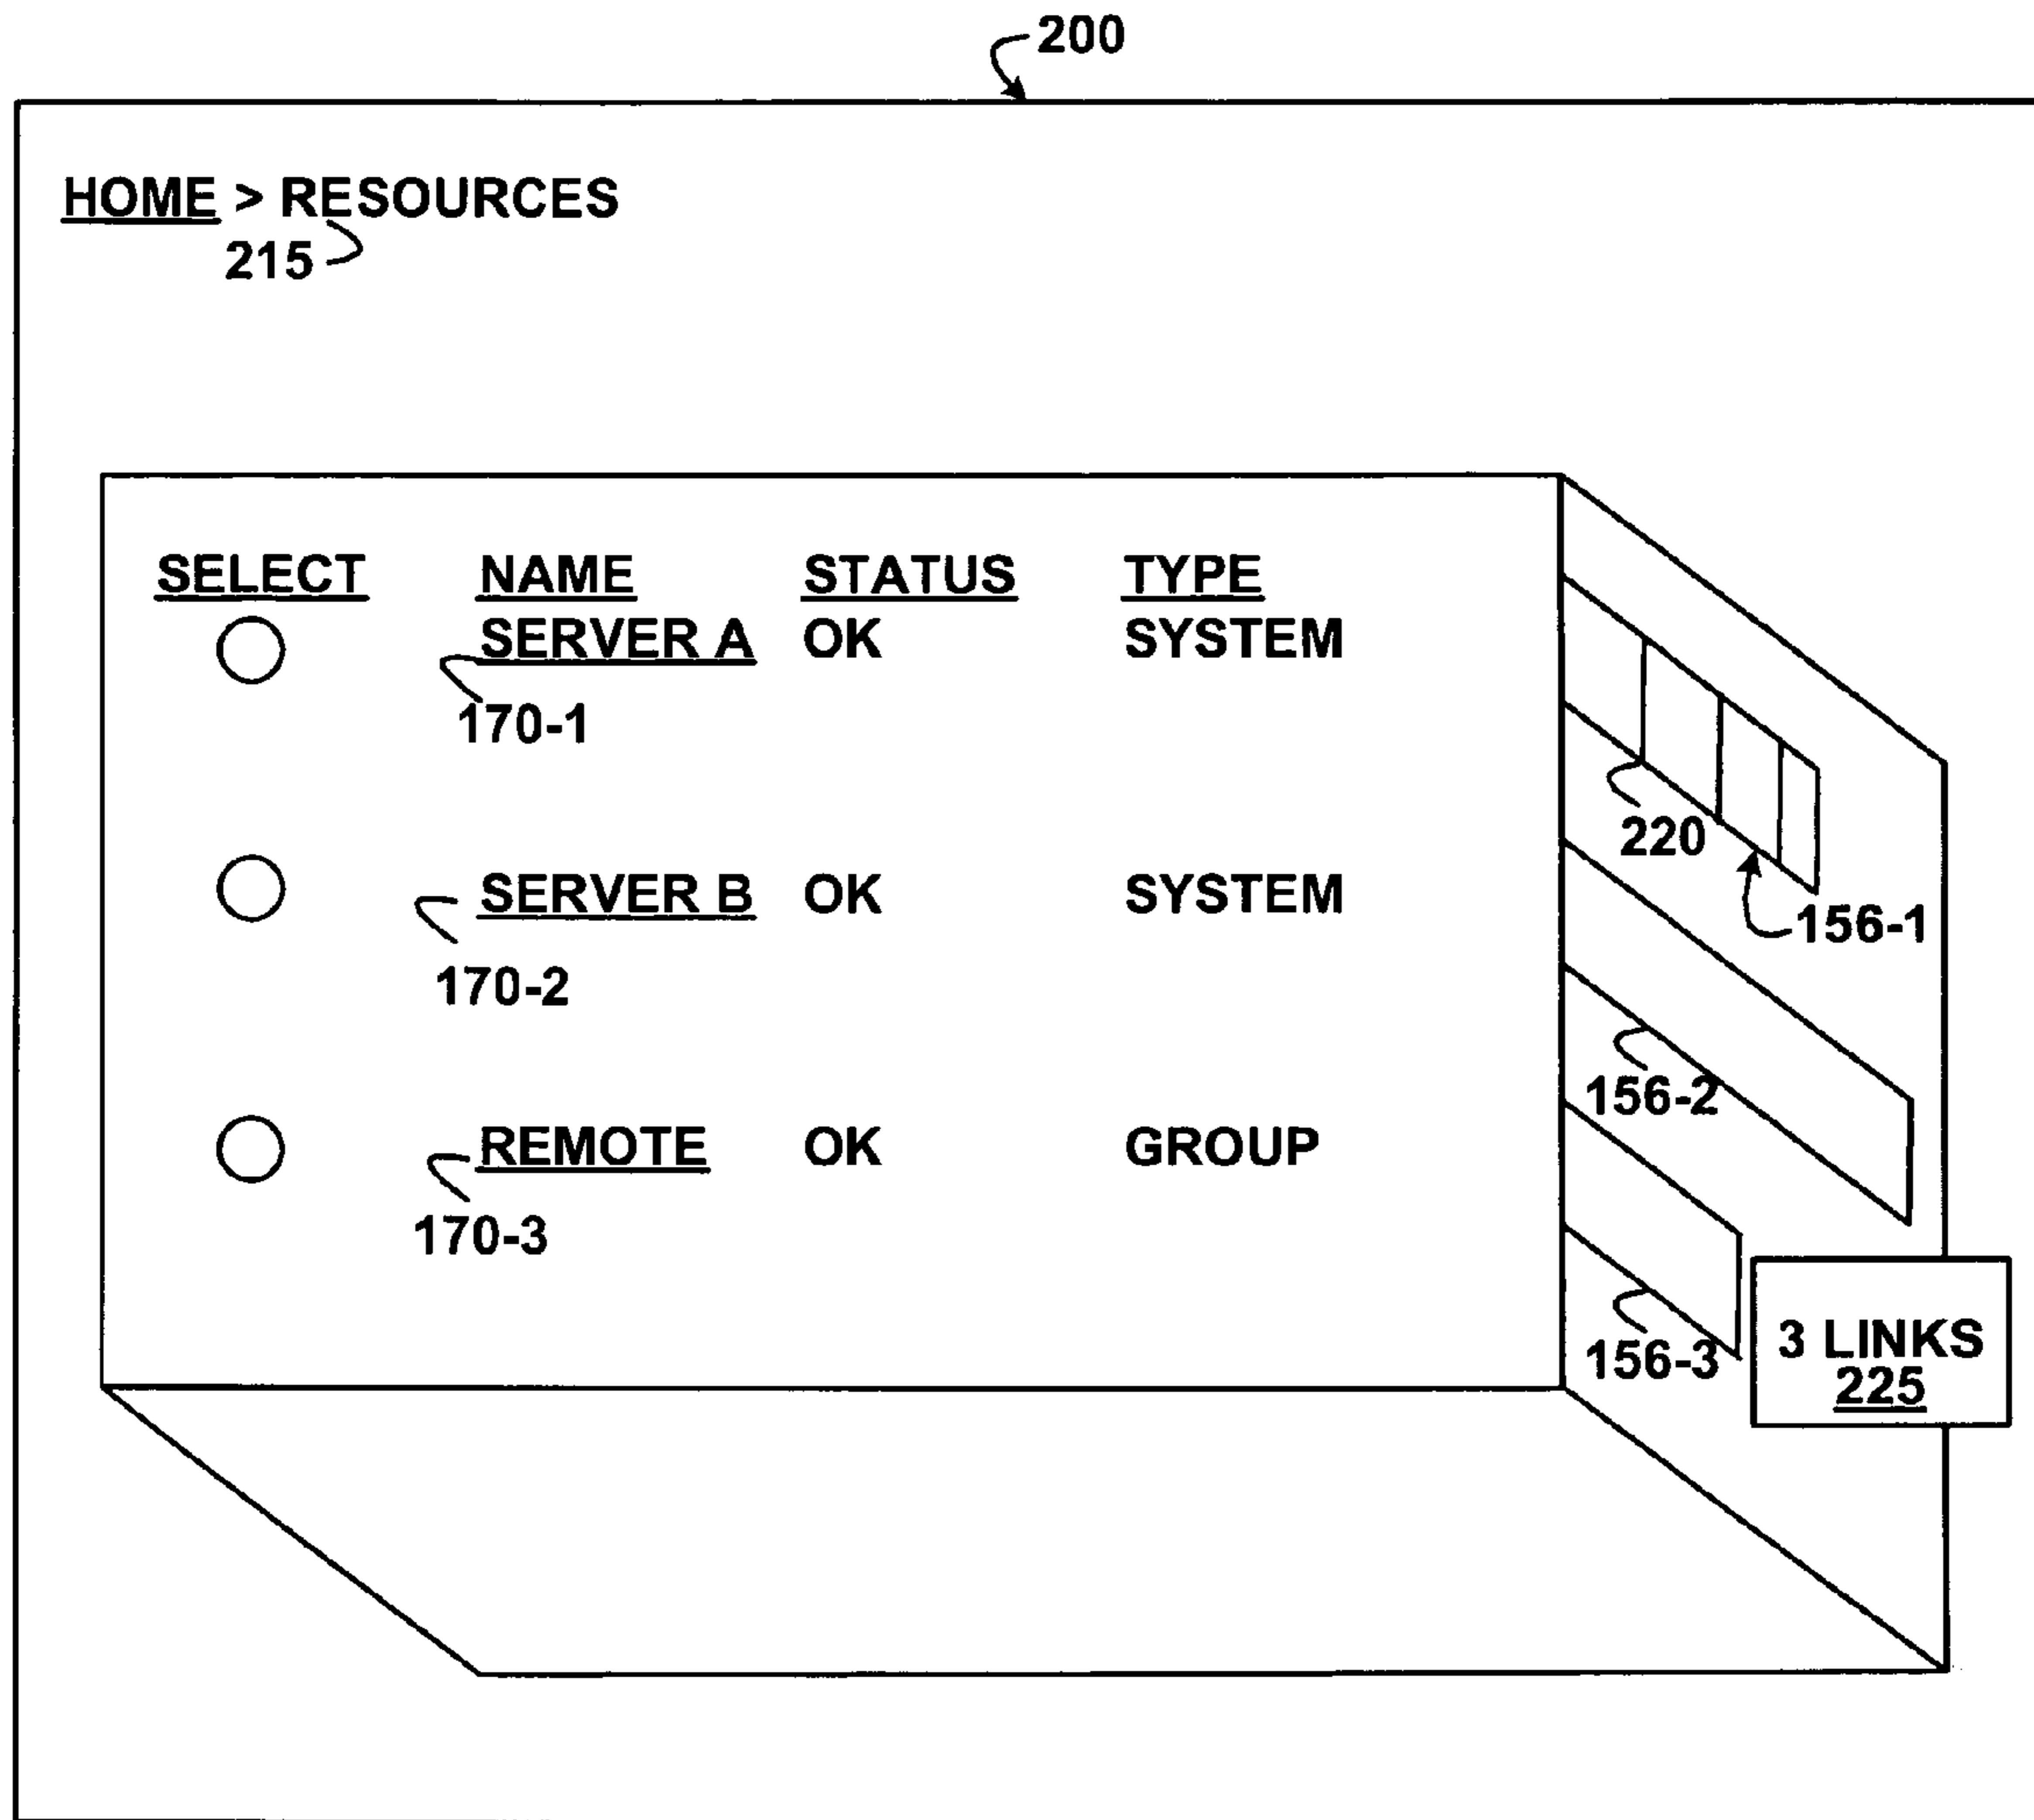 200
HOME > RESOURCES
215
SELECT NAME STATUS TYPE
SERVER A OK SYSTEM
170-1
220
SERVER B OK SYSTEM
156-1
170-2
156-2
REMOTE OK GROUP
170-3
3 LINKS
156-3
225